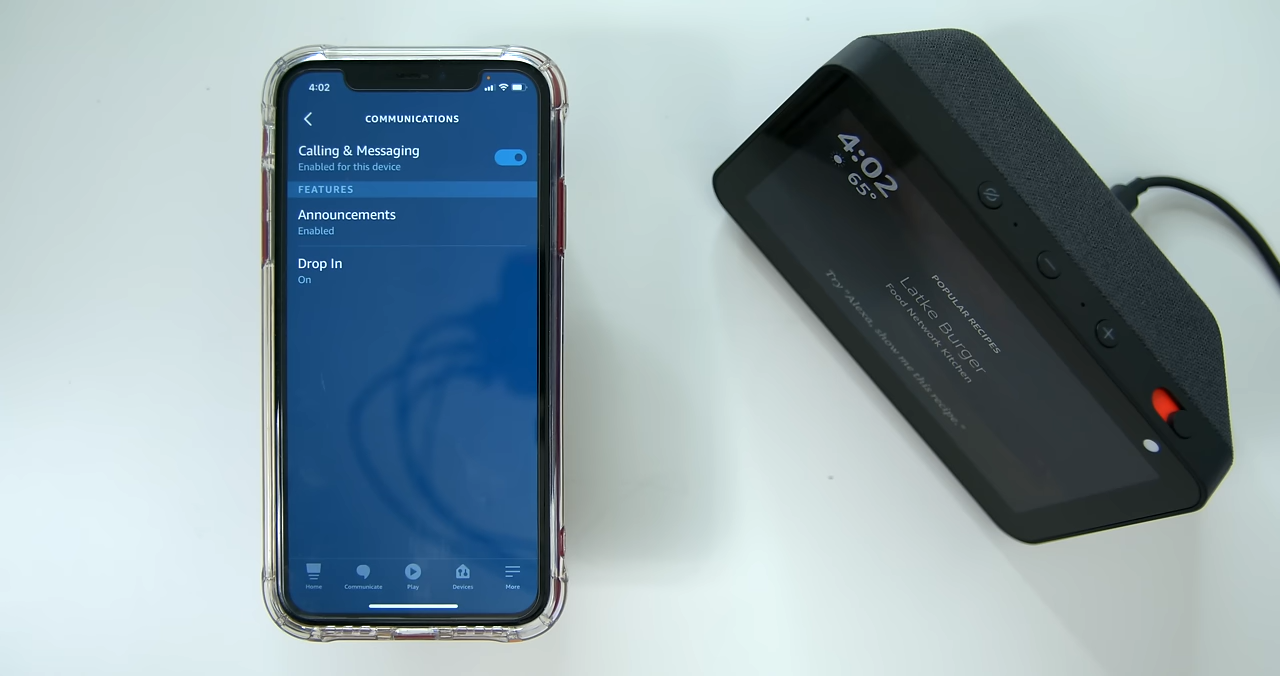 4:02
COMMUNICATIONS
Calling & Messaging
Enabled for this device
FEATURES
Announcements
Enabled
Drop In
On
Home
Communicate
Play
Devices
More
4:02
65°
POPULAR RECIPES
Latke Burger
Food Network Kitchen
Try "Alexa, show me this recipe."